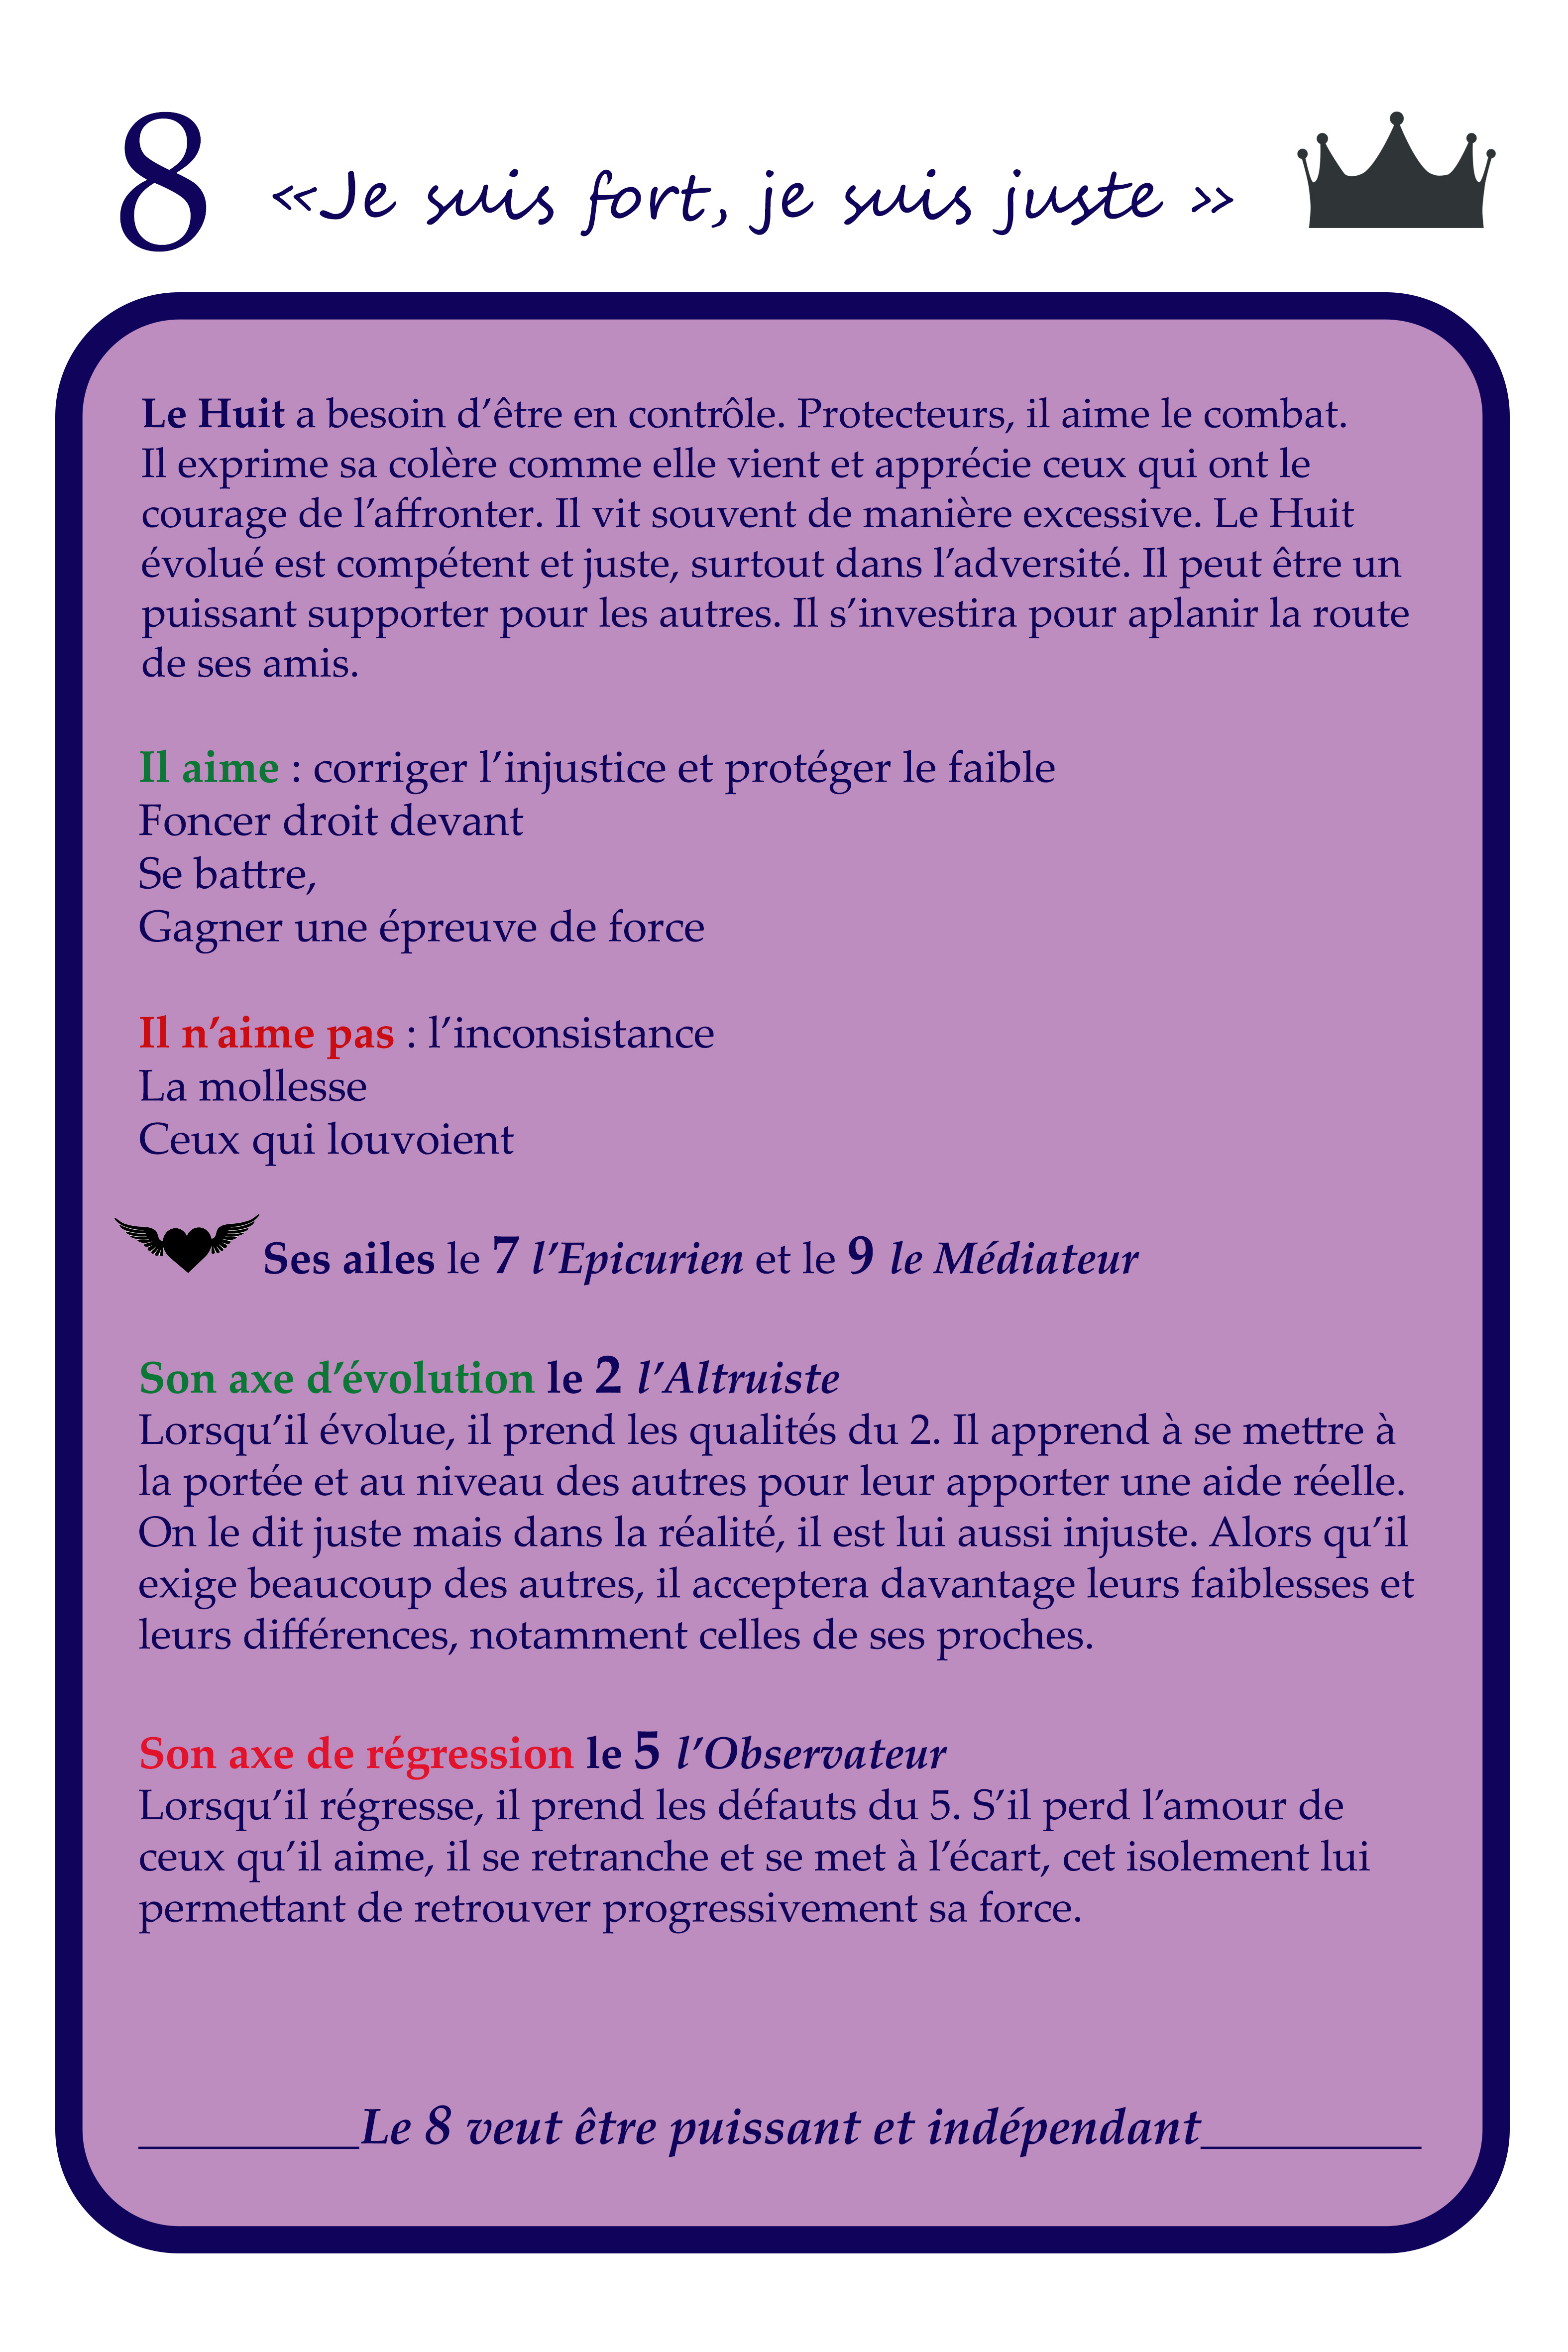 8
«Je suis fort, je suis juste »
Le Huit a besoin d’être en contrôle. Protecteurs, il aime le combat.
Il exprime sa colère comme elle vient et apprécie ceux qui ont le
courage de l’affronter. Il vit souvent de manière excessive. Le Huit
évolué est compétent et juste, surtout dans l’adversité. Il peut être un
puissant supporter pour les autres. Il s’investira pour aplanir la route
de ses amis.
Il aime : corriger l’injustice et protéger le faible
Foncer droit devant
Se battre,
Gagner une épreuve de force
Il n’aime pas : l’inconsistance
La mollesse
Ceux qui louvoient
Ses ailes le 7 l’Epicurien et le 9 le Médiateur
Son axe d’évolution le 2 l’Altruiste
Lorsqu’il évolue, il prend les qualités du 2. Il apprend à se mettre à
la portée et au niveau des autres pour leur apporter une aide réelle.
On le dit juste mais dans la réalité, il est lui aussi injuste. Alors qu’il
exige beaucoup des autres, il acceptera davantage leurs faiblesses et
leurs différences, notamment celles de ses proches.
Son axe de régression le 5 l’Observateur
Lorsqu’il régresse, il prend les défauts du 5. S’il perd l’amour de
ceux qu’il aime, il se retranche et se met à l’écart, cet isolement lui
permettant de retrouver progressivement sa force.
_________Le 8 veut être puissant et indépendant_________